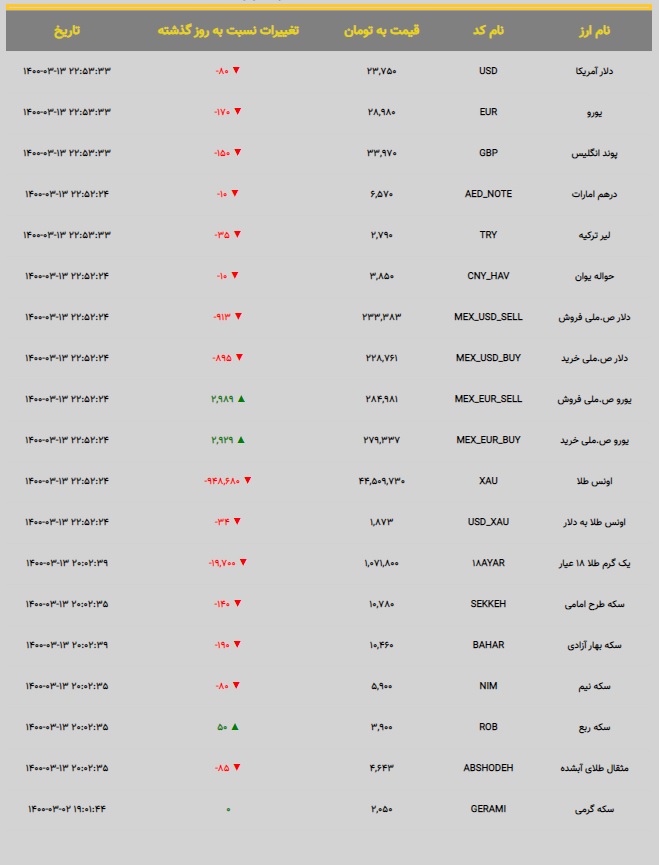 نام ارز نام کد قیمت به تومان تغییرات نسبت به روز گذشته تاریخ
دلار آمریکا USD ۲۳,۷۵۰ ▼ -۸۰ ۱۴۰۰-۰۳-۱۳ ۲۲:۵۳:۳۳
یورو EUR ۲۸,۹۸۰ ▼ -۱۷۰ ۱۴۰۰-۰۳-۱۳ ۲۲:۵۳:۳۳
پوند انگلیس GBP ۳۳,۹۷۰ ▼ -۱۵۰ ۱۴۰۰-۰۳-۱۳ ۲۲:۵۳:۳۳
درهم امارات AED_NOTE ۶,۵۷۰ ▼ -۱۰ ۱۴۰۰-۰۳-۱۳ ۲۲:۵۲:۲۴
لیر ترکیه TRY ۲,۷۹۰ ▼ -۳۵ ۱۴۰۰-۰۳-۱۳ ۲۲:۵۳:۳۳
حواله یوان CNY_HAV ۳,۸۵۰ ▼ -۱۰ ۱۴۰۰-۰۳-۱۳ ۲۲:۵۲:۲۴
دلار ص.ملی فروش MEX_USD_SELL ۲۳۳,۳۸۳ ▼ -۹۱۳ ۱۴۰۰-۰۳-۱۳ ۲۲:۵۲:۲۴
دلار ص.ملی خرید MEX_USD_BUY ۲۲۸,۷۶۱ ▼ -۸۹۵ ۱۴۰۰-۰۳-۱۳ ۲۲:۵۲:۲۴
یورو ص.ملی فروش MEX_EUR_SELL ۲۸۴,۹۸۱ ▲ ۲,۹۸۹ ۱۴۰۰-۰۳-۱۳ ۲۲:۵۲:۲۴
یورو ص.ملی خرید MEX_EUR_BUY ۲۷۹,۳۳۷ ▲ ۲,۹۲۹ ۱۴۰۰-۰۳-۱۳ ۲۲:۵۲:۲۴
اونس طلا XAU ۴۴,۵۰۹,۷۳۰ ▼ -۹۴۸,۶۸۰ ۱۴۰۰-۰۳-۱۳ ۲۲:۵۲:۲۴
اونس طلا به دلار USD_XAU ۱,۸۷۳ ▼ -۳۴ ۱۴۰۰-۰۳-۱۳ ۲۲:۵۲:۲۴
یک گرم طلا ۱۸ عیار ۱۸AYAR ۱,۰۷۱,۸۰۰ ▼ -۱۹,۷۰۰ ۱۴۰۰-۰۳-۱۳ ۲۰:۰۲:۳۹
سکه طرح امامی SEKKEH ۱۰,۷۸۰ ▼ -۱۴۰ ۱۴۰۰-۰۳-۱۳ ۲۰:۰۲:۳۵
سکه بهار آزادی BAHAR ۱۰,۴۶۰ ▼ -۱۹۰ ۱۴۰۰-۰۳-۱۳ ۲۰:۰۲:۳۹
سکه نیم NIM ۵,۹۰۰ ▼ -۸۰ ۱۴۰۰-۰۳-۱۳ ۲۰:۰۲:۳۵
سکه ربع ROB ۳,۹۰۰ ▲ ۵۰ ۱۴۰۰-۰۳-۱۳ ۲۰:۰۲:۳۵
مثقال طلای آبشده ABSHODEH ۴,۶۴۳ ▼ -۸۵ ۱۴۰۰-۰۳-۱۳ ۲۰:۰۲:۳۵
سکه گرمی GERAMI ۲,۰۵۰ ۰ ۱۴۰۰-۰۳-۰۲ ۱۹:۰۱:۴۴